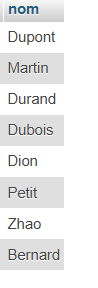 nom
Dupont
Martin
Durand
Dubois
Dion
Petit
Zhao
Bernard